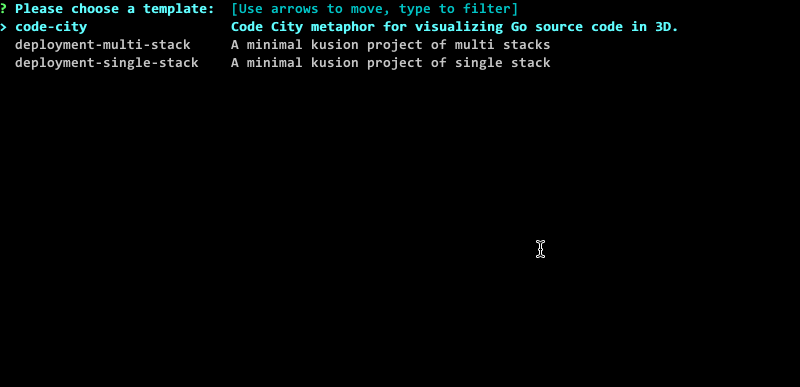 ? Please choose a template:  [Use arrows to move, type to filter]
> code-city                  Code City metaphor for visualizing Go source code in 3D.
  deployment-multi-stack     A minimal kusion project of multi stacks
  deployment-single-stack    A minimal kusion project of single stack